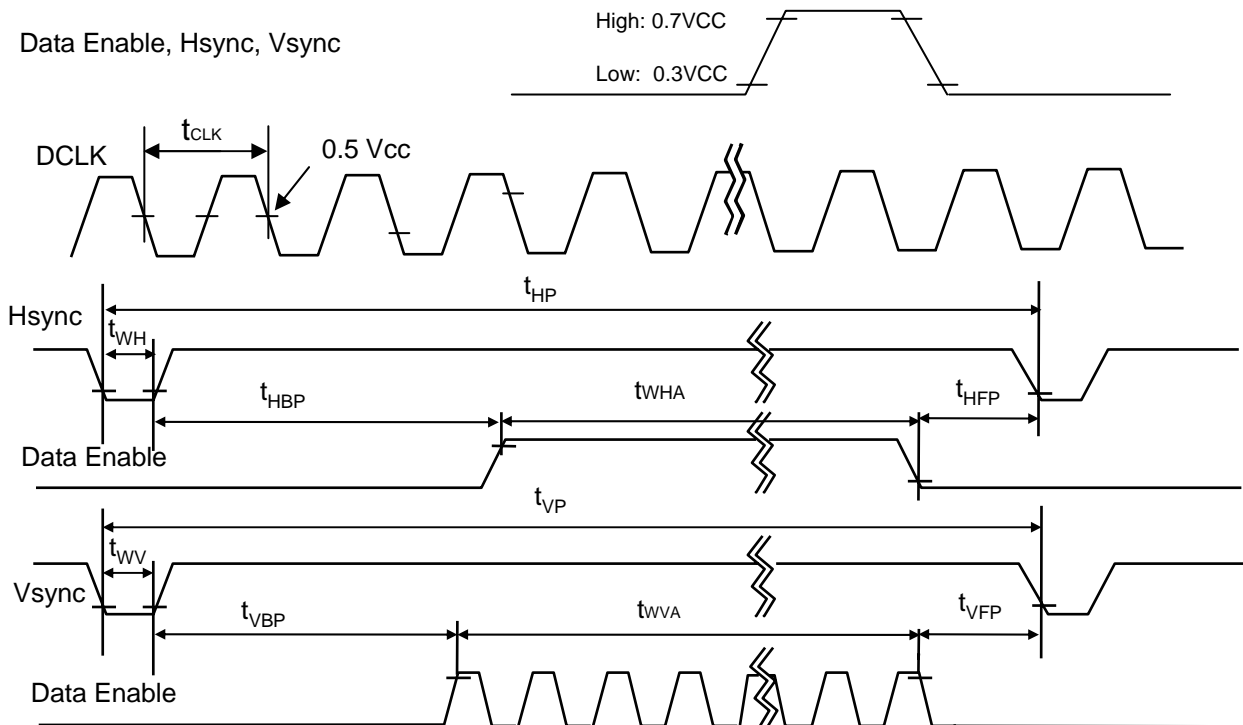 High: 0.7VCC
Data Enable, Hsync, Vsync
Low: 0.3VCC
tCLK
0.5 Vcc
DCLK
tHP
Hsync
tWH
tHBP
tWHA
tHFP
Data Enable
tVP
tWV
Vsync
tVBP
tWVA
tVFP
Data Enable